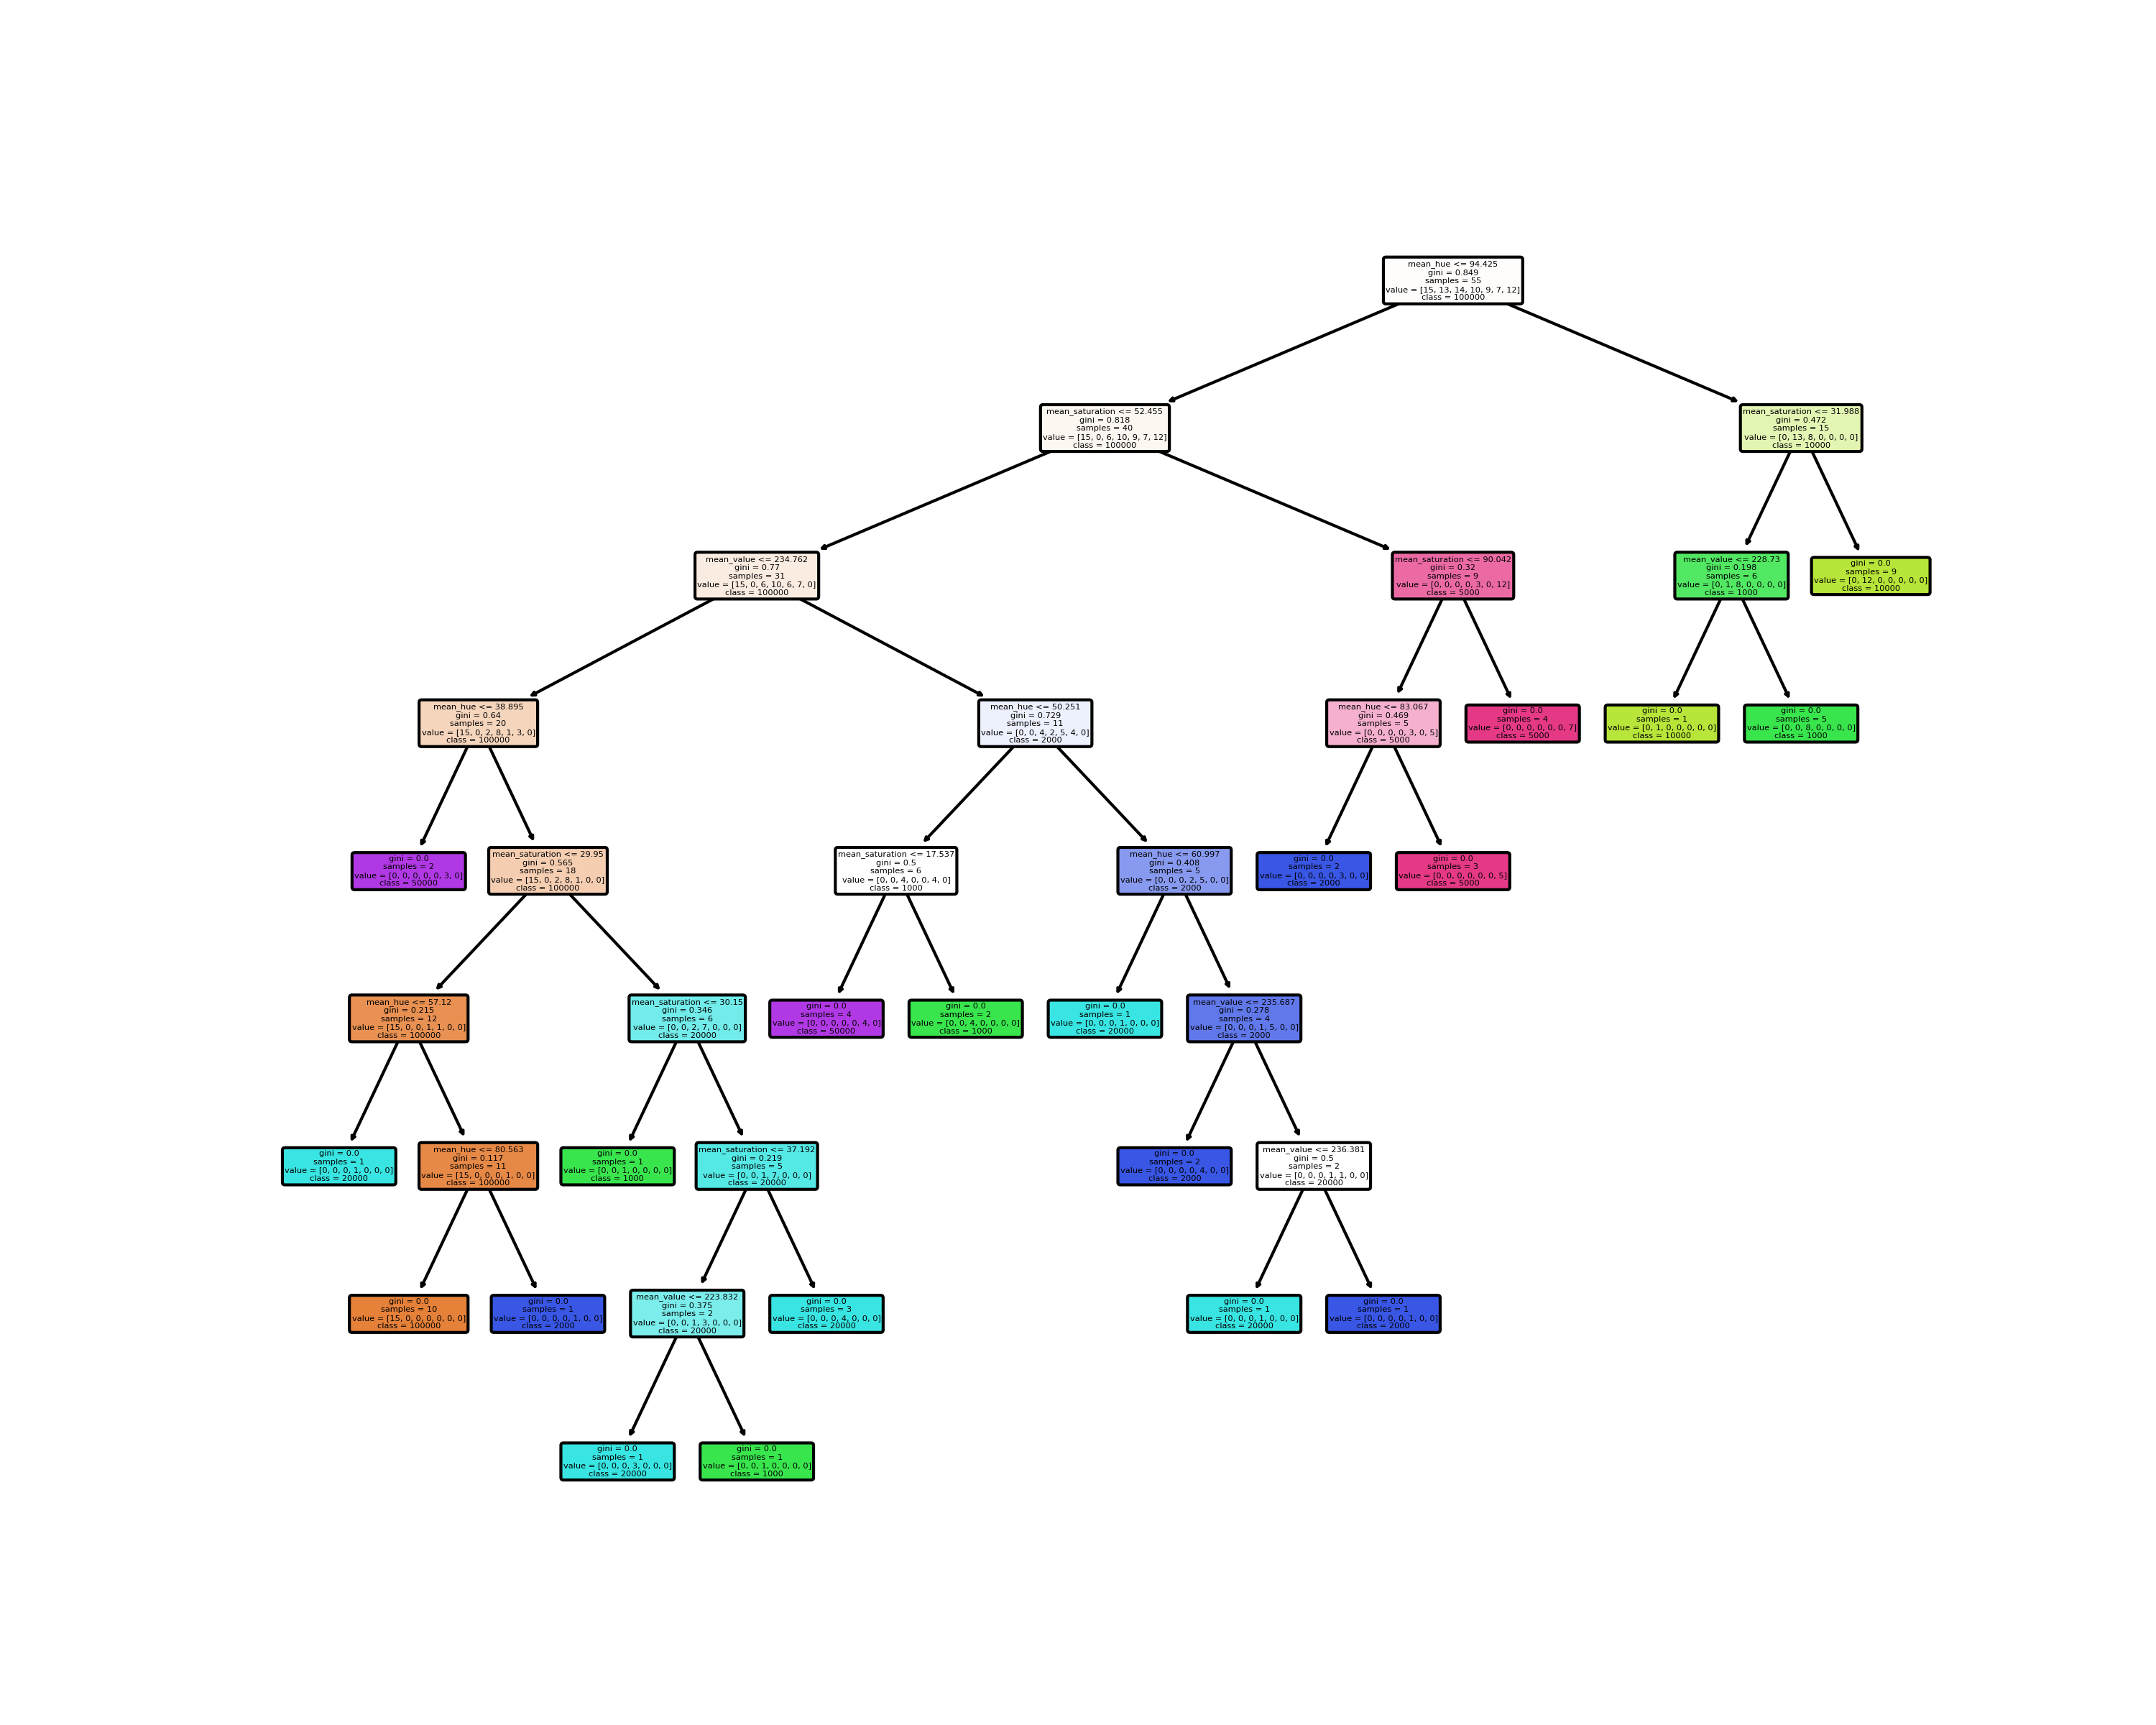 mean_hue <= 94.425
gini = 0.849
samples = 55
value = [15, 13, 14, 10, 9, 7, 12]
class = 100000
mean_saturation <= 52.455
gini = 0.818
samples = 40
value = [15, 0, 6, 10, 9, 7, 12]
class = 100000
mean_saturation <= 31.988
gini = 0.472
samples = 15
value = [0, 13, 8, 0, 0, 0, 0]
class = 10000
mean_value <= 234.762
gini = 0.77
samples = 31
value = [15, 0, 6, 10, 6, 7, 0]
class = 100000
mean_saturation <= 90.042
gini = 0.32
samples = 9
value = [0, 0, 0, 0, 3, 0, 12]
class = 5000
mean_value <= 228.73
gini = 0.198
samples = 6
value = [0, 1, 8, 0, 0, 0, 0]
class = 1000
gini = 0.0
samples = 9
value = [0, 12, 0, 0, 0, 0, 0]
class = 10000
mean_hue <= 38.895
gini = 0.64
samples = 20
value = [15, 0, 2, 8, 1, 3, 0]
class = 100000
mean_hue <= 50.251
gini = 0.729
samples = 11
value = [0, 0, 4, 2, 5, 4, 0]
class = 2000
mean_hue <= 83.067
gini = 0.469
samples = 5
value = [0, 0, 0, 0, 3, 0, 5]
class = 5000
gini = 0.0
samples = 4
value = [0, 0, 0, 0, 0, 0, 7]
class = 5000
gini = 0.0
samples = 1
value = [0, 1, 0, 0, 0, 0, 0]
class = 10000
gini = 0.0
samples = 5
value = [0, 0, 8, 0, 0, 0, 0]
class = 1000
gini = 0.0
samples = 2
value = [0, 0, 0, 0, 0, 3, 0]
class = 50000
mean_saturation <= 29.95
gini = 0.565
samples = 18
value = [15, 0, 2, 8, 1, 0, 0]
class = 100000
mean_saturation <= 17.537
gini = 0.5
samples = 6
value = [0, 0, 4, 0, 0, 4, 0]
class = 1000
mean_hue <= 60.997
gini = 0.408
samples = 5
value = [0, 0, 0, 2, 5, 0, 0]
class = 2000
gini = 0.0
samples = 2
value = [0, 0, 0, 0, 3, 0, 0]
class = 2000
gini = 0.0
samples = 3
value = [0, 0, 0, 0, 0, 0, 5]
class = 5000
mean_hue <= 57.12
gini = 0.215
samples = 12
value = [15, 0, 0, 1, 1, 0, 0]
class = 100000
mean_saturation <= 30.15
gini = 0.346
samples = 6
value = [0, 0, 2, 7, 0, 0, 0]
class = 20000
gini = 0.0
samples = 4
value = [0, 0, 0, 0, 0, 4, 0]
class = 50000
gini = 0.0
samples = 2
value = [0, 0, 4, 0, 0, 0, 0]
class = 1000
gini = 0.0
samples = 1
value = [0, 0, 0, 1, 0, 0, 0]
class = 20000
mean_value <= 235.687
gini = 0.278
samples = 4
value = [0, 0, 0, 1, 5, 0, 0]
class = 2000
gini = 0.0
samples = 1
value = [0, 0, 0, 1, 0, 0, 0]
class = 20000
mean_hue <= 80.563
gini = 0.117
samples = 11
value = [15, 0, 0, 0, 1, 0, 0]
class = 100000
gini = 0.0
samples = 1
value = [0, 0, 1, 0, 0, 0, 0]
class = 1000
mean_saturation <= 37.192
gini = 0.219
samples = 5
value = [0, 0, 1, 7, 0, 0, 0]
class = 20000
gini = 0.0
samples = 2
value = [0, 0, 0, 0, 4, 0, 0]
class = 2000
mean_value <= 236.381
gini = 0.5
samples = 2
value = [0, 0, 0, 1, 1, 0, 0]
class = 20000
gini = 0.0
samples = 10
value = [15, 0, 0, 0, 0, 0, 0]
class = 100000
gini = 0.0
samples = 1
value = [0, 0, 0, 0, 1, 0, 0]
class = 2000
mean_value <= 223.832
gini = 0.375
samples = 2
value = [0, 0, 1, 3, 0, 0, 0]
class = 20000
gini = 0.0
samples = 3
value = [0, 0, 0, 4, 0, 0, 0]
class = 20000
gini = 0.0
samples = 1
value = [0, 0, 0, 1, 0, 0, 0]
class = 20000
gini = 0.0
samples = 1
value = [0, 0, 0, 0, 1, 0, 0]
class = 2000
gini = 0.0
samples = 1
value = [0, 0, 0, 3, 0, 0, 0]
class = 20000
gini = 0.0
samples = 1
value = [0, 0, 1, 0, 0, 0, 0]
class = 1000